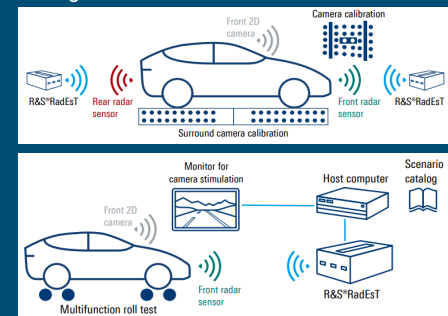 Camera calibration
Front 2D
camera
R&S®RadEsT
Rear radar
sensor
Front radar
sensor
R&S®RadEsT
Surround camera calibration
Monitor for
camera stimulation
Host computer
Scenario
catalog
Front 2D
camera
Front radar
sensor
R&S®RadEsT
Multifunction roll test